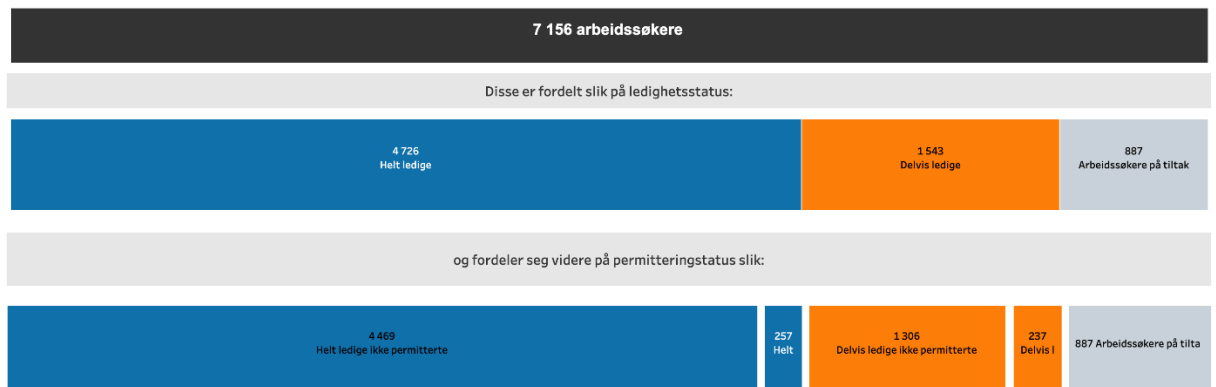 7 156 arbeidssøkere
Disse er fordelt slik på ledighetsstatus:
4 726
Helt ledige
1 543
Delvis ledige
887
Arbeidssøkere på tiltak
og fordeler seg videre på permitteringstatus slik:
4 469
Helt ledige ikke permitterte
257
Helt
1 306
Delvis ledige ikke permitterte
237
Delvis l
887 Arbeidssøkere på tilta